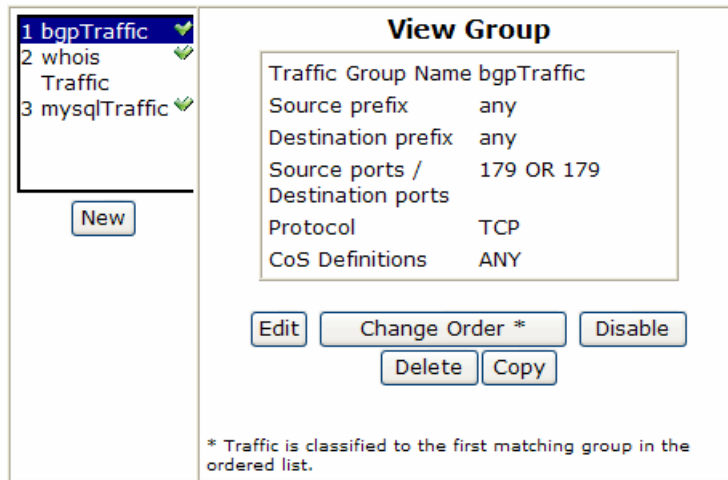 1 bgpTraffic
2 whois
Traffic
3 mysqlTraffic
New
View Group
Traffic Group Name bgpTraffic
Source prefix any
Destination prefix any
Source ports / 179 OR 179
Destination ports
Protocol TCP
CoS Definitions ANY
Edit Change Order * Disable
Delete Copy
* Traffic is classified to the first matching group in the
ordered list.